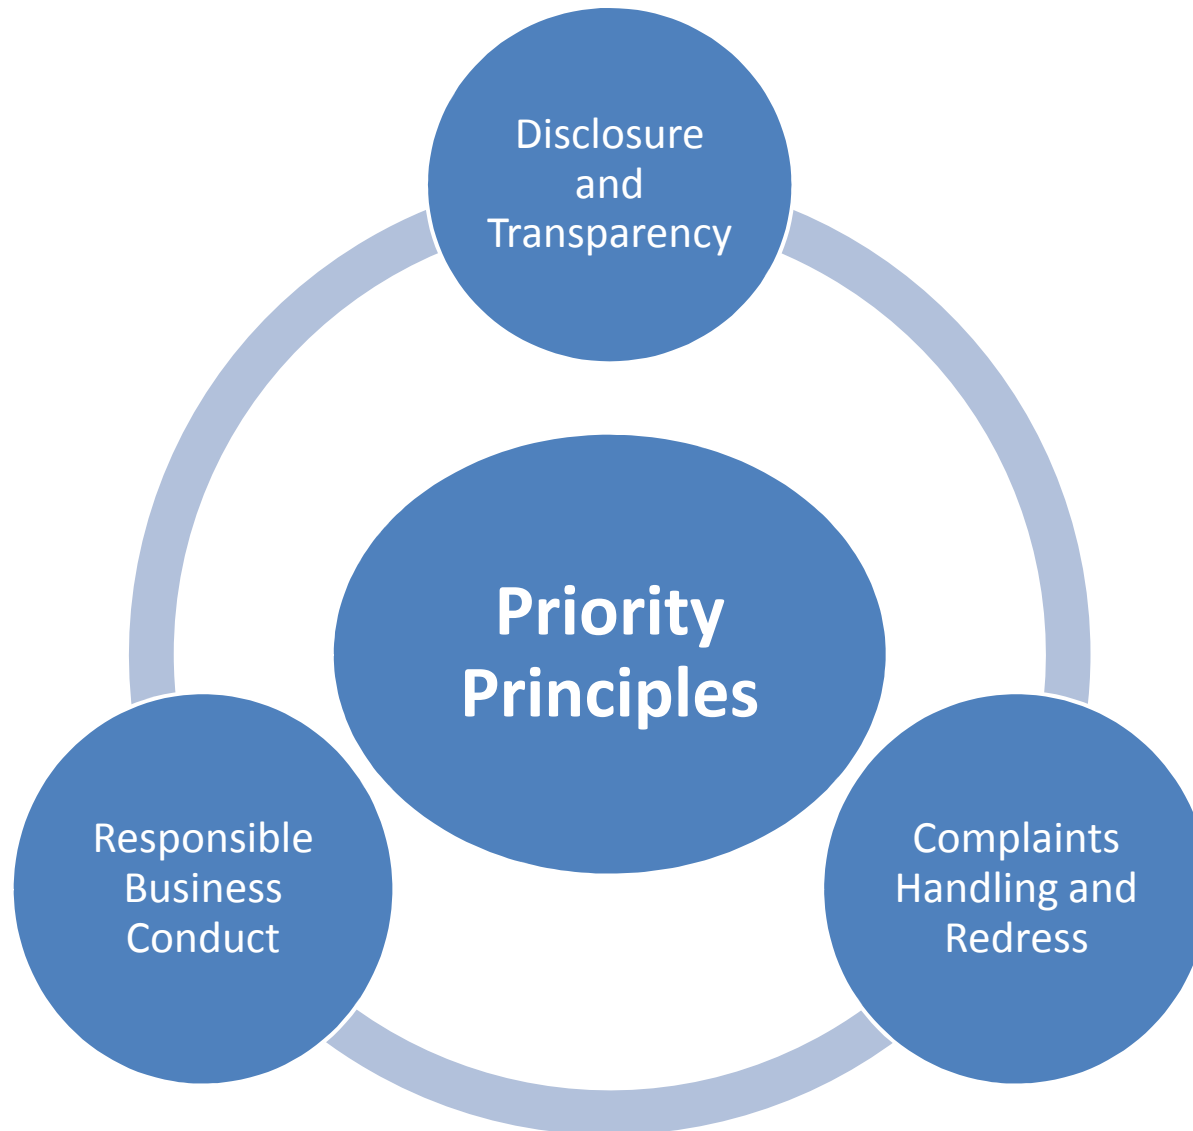 Disclosure
and
Transparency
Priority
Principles
Responsible
Business
Conduct
Complaints
Handling and
Redress